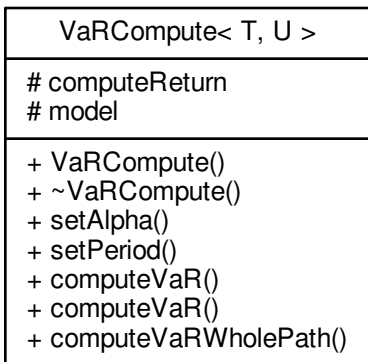 VaRCompute< T, U >
# computeReturn
# model
+ VaRCompute()
+ ~VaRCompute()
+ setAlpha()
+ setPeriod()
+ computeVaR()
+ computeVaR()
+ computeVaRWholePath()